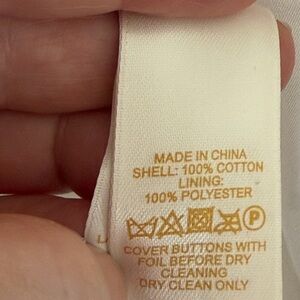 MADE IN CHINA
SHELL: 100% COTTON
LINING:
100% POLYESTER
P
COVER BUTTONS WITH
FOIL BEFORE DRY
CLEANING
DRY CLEAN ONLY